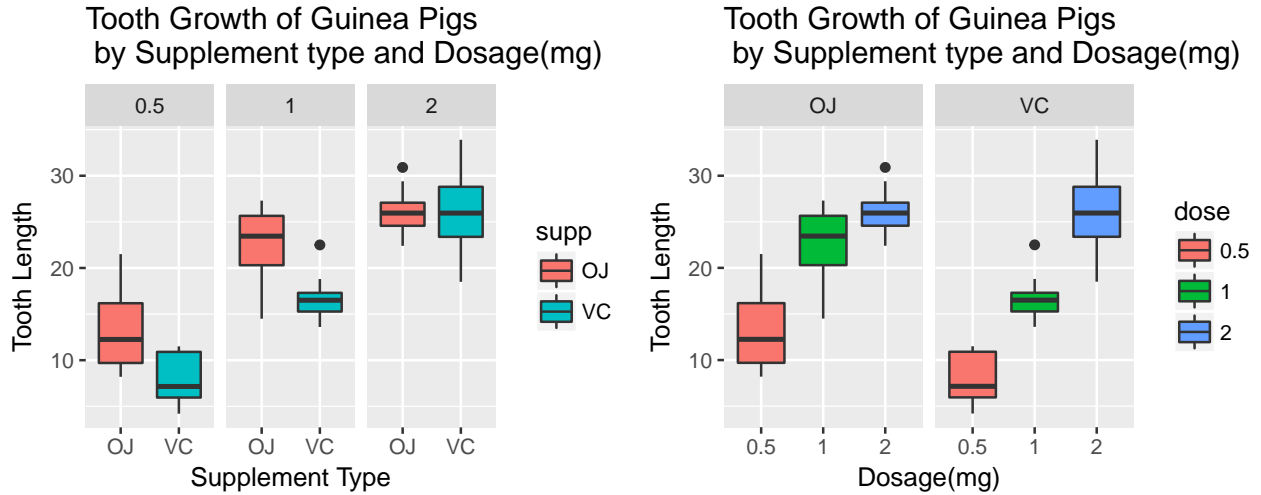 Tooth Growth of Guinea Pigs
by Supplement type and Dosage(mg)
0.5 1 2
30
20
10
Tooth Length
OJ VC OJ VC OJ VC
Supplement Type
supp
OJ
VC
Tooth Growth of Guinea Pigs
by Supplement type and Dosage(mg)
OJ VC
30
20
10
Tooth Length
0.5 1 2 0.5 1 2
Dosage(mg)
dose
0.5
1
2